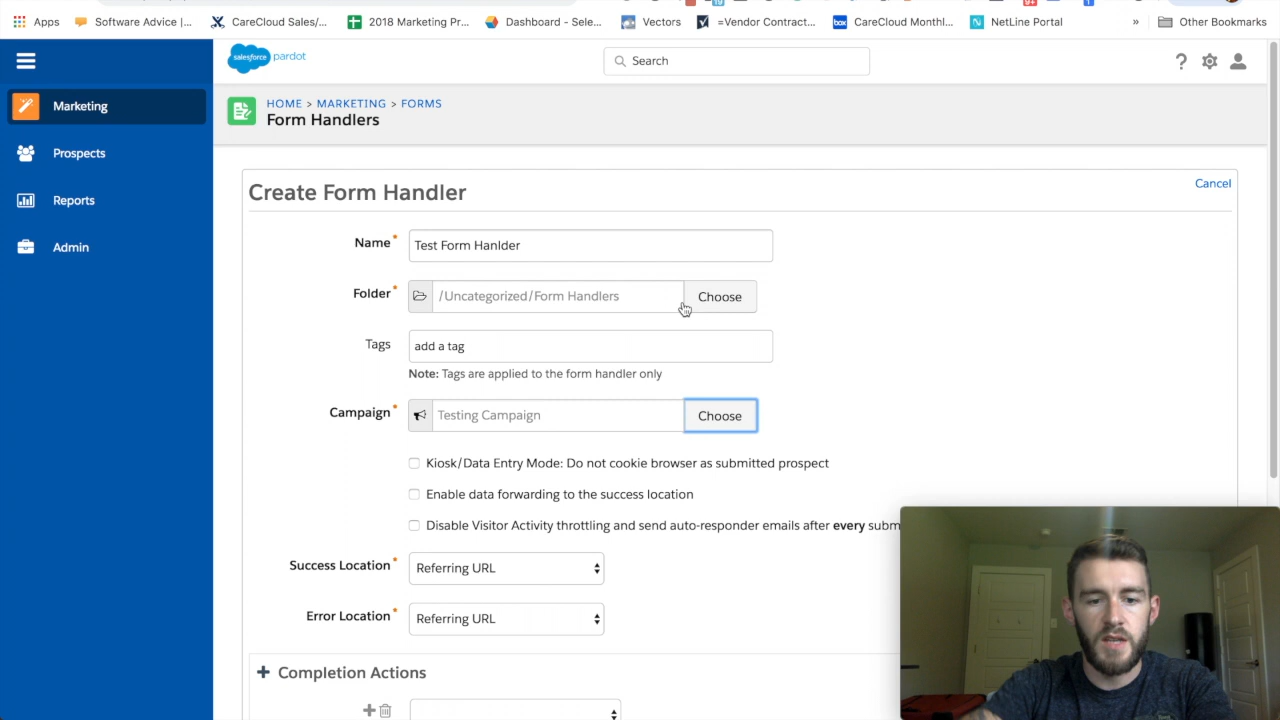 Apps Software Advice |... CareCloud Sales/... 2018 Marketing Pr... Dashboard - Sele... Vectors =Vendor Contract... box CareCloud Monthl... N NetLine Portal » Other Bookmarks
salesforce pardot Search ?
Marketing
Prospects
Reports
Admin
HOME > MARKETING > FORMS
Form Handlers
Create Form Handler Cancel
Name* Test Form Hanlder
Folder* /Uncategorized/Form Handlers Choose
Tags add a tag
Note: Tags are applied to the form handler only
Campaign* Testing Campaign Choose
Kiosk/Data Entry Mode: Do not cookie browser as submitted prospect
Enable data forwarding to the success location
Disable Visitor Activity throttling and send auto-responder emails after every subm
Success Location* Referring URL
Error Location* Referring URL
+ Completion Actions